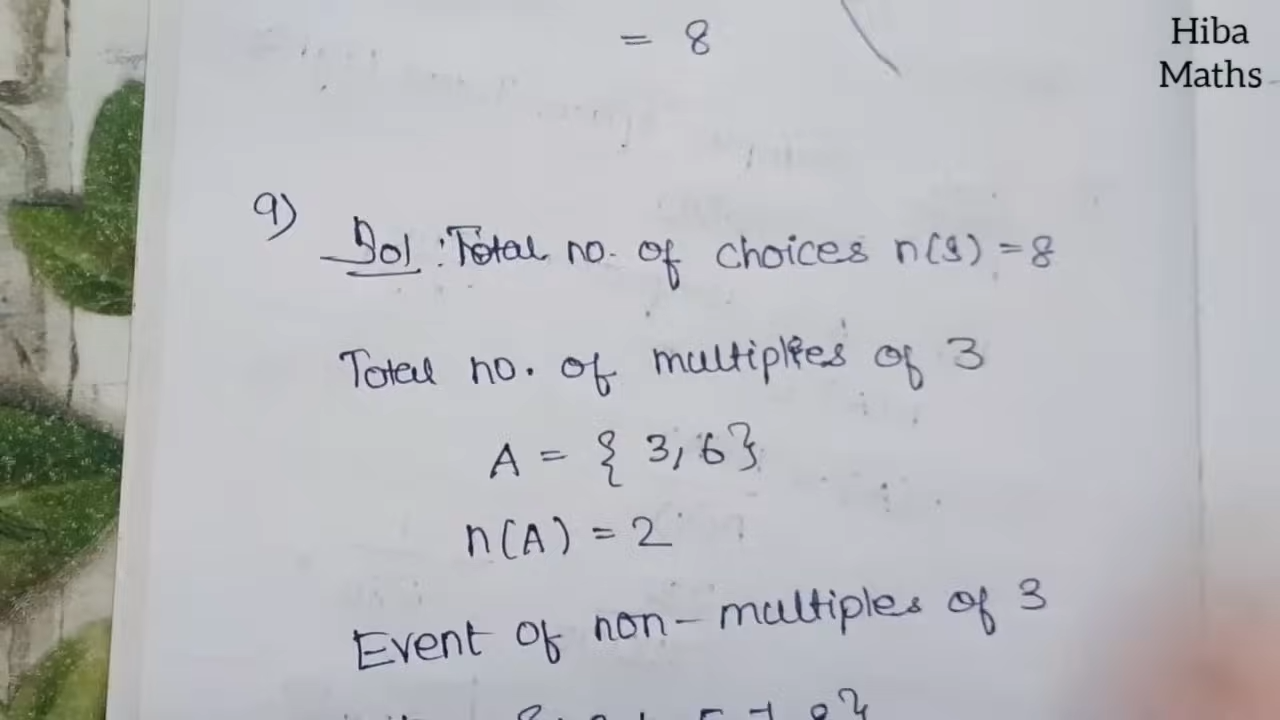 = 8
Hiba
Maths
9)
Sol : Total no. of choices n(S) = 8
Total no. of multiples of 3
A = { 3, 6 }
n(A) = 2
Event of non-multiples of 3